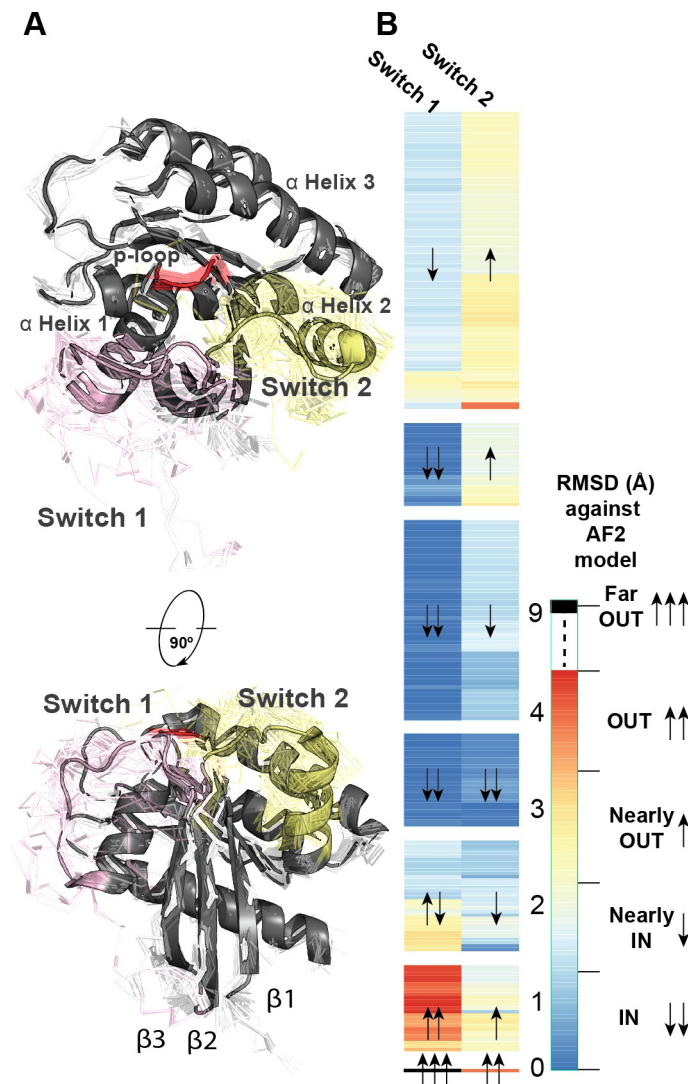 A
B
Switch 1
Switch 2
α Helix 3
p-loop
α Helix 1
α Helix 2
Switch 2
Switch 1
90º
Switch 1
Switch 2
β1
β3
β2
RMSD (Å)
against
AF2
model
9
4
3
2
1
0
Far
OUT ↑↑↑
OUT ↑↑
Nearly
OUT ↑
Nearly
IN ↓
IN ↓↓